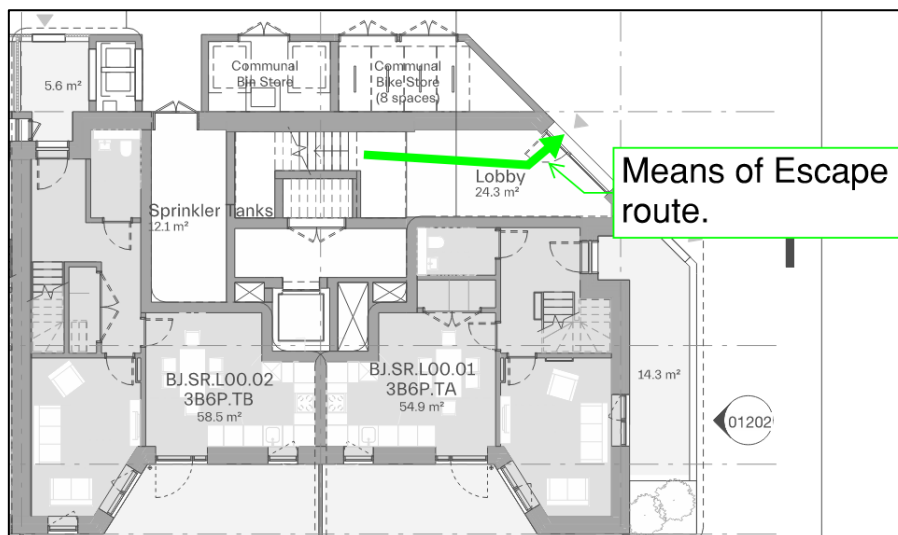 5.6 m²
Communal
Bin Store
Communal
Bike Store
(8 spaces)
Means of Escape
route.
Lobby
24.3 m²
Sprinkler Tanks
12.1 m²
BJ.SR.L00.02
3B6P.TB
58.5 m²
BJ.SR.L00.01
3B6P.TA
54.9 m²
14.3 m²
01202